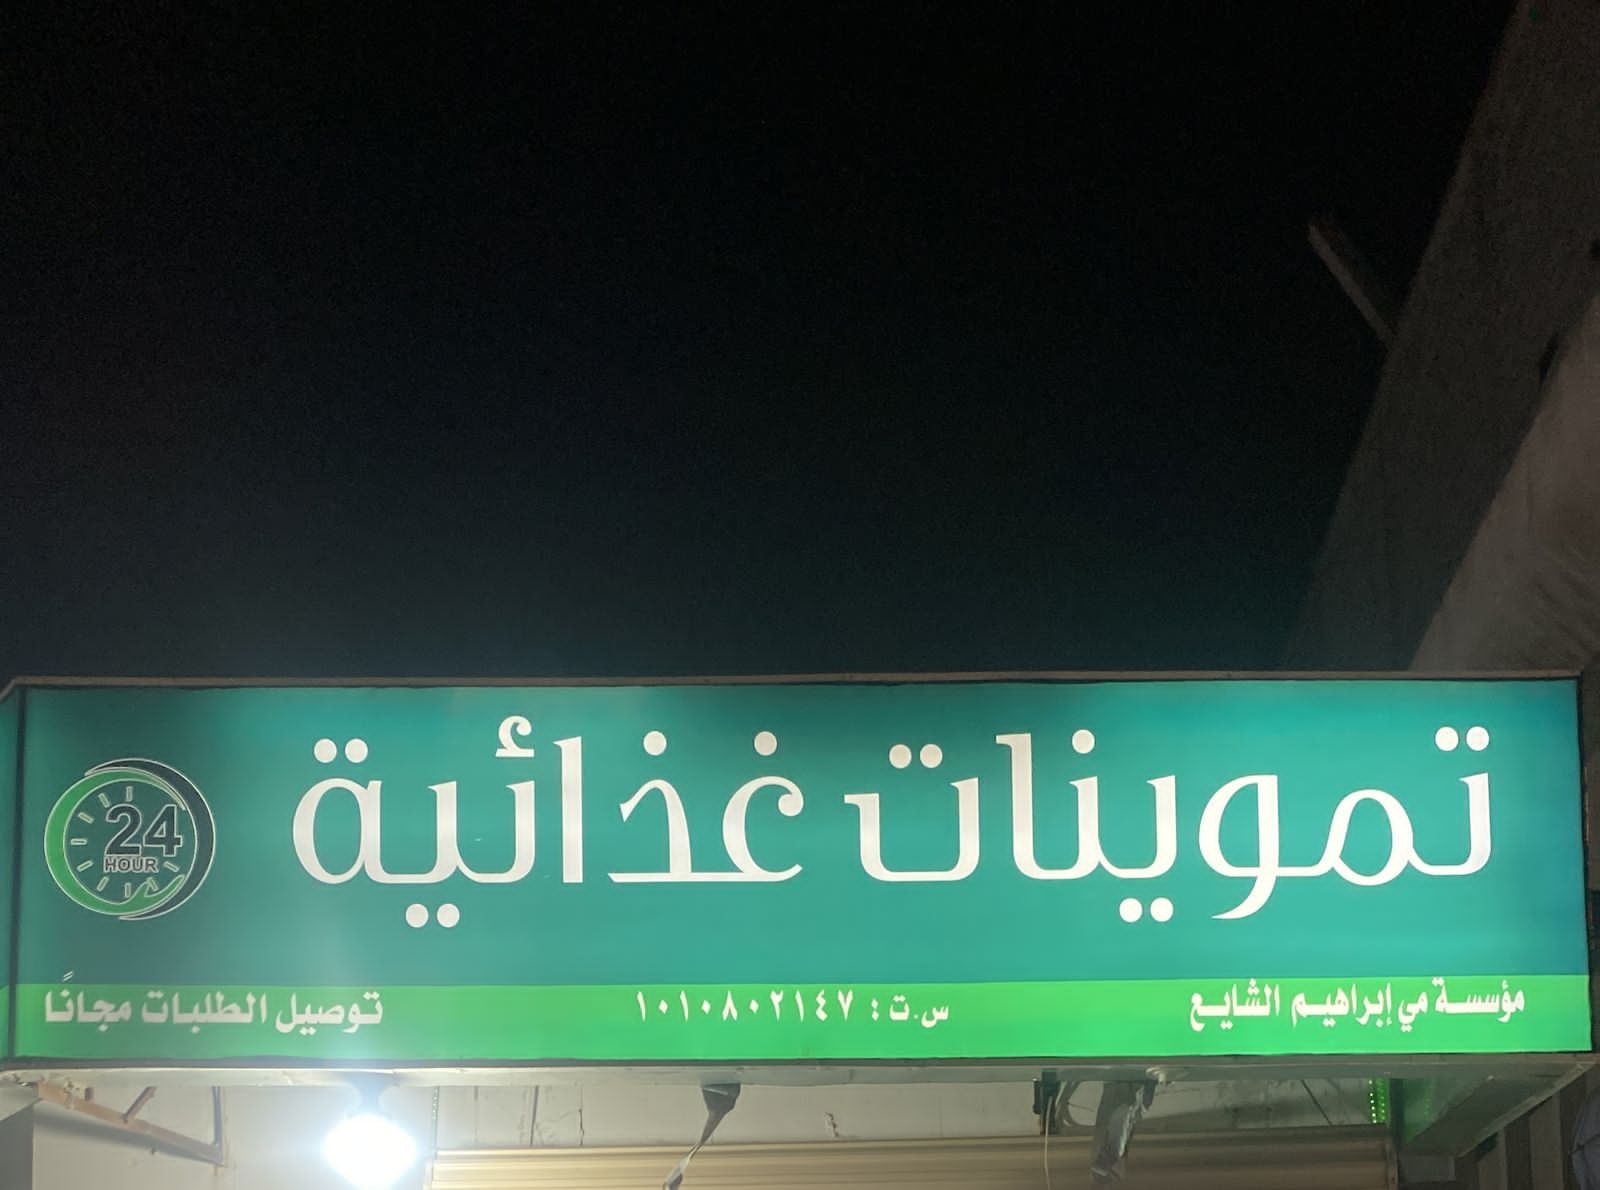 تموينات غذائية
24
HOUR
مؤسسة مي إبراهيم الشايع
س.ت : ١٠١٠٨٠٢١٤٧
توصيل الطلبات مجانًا